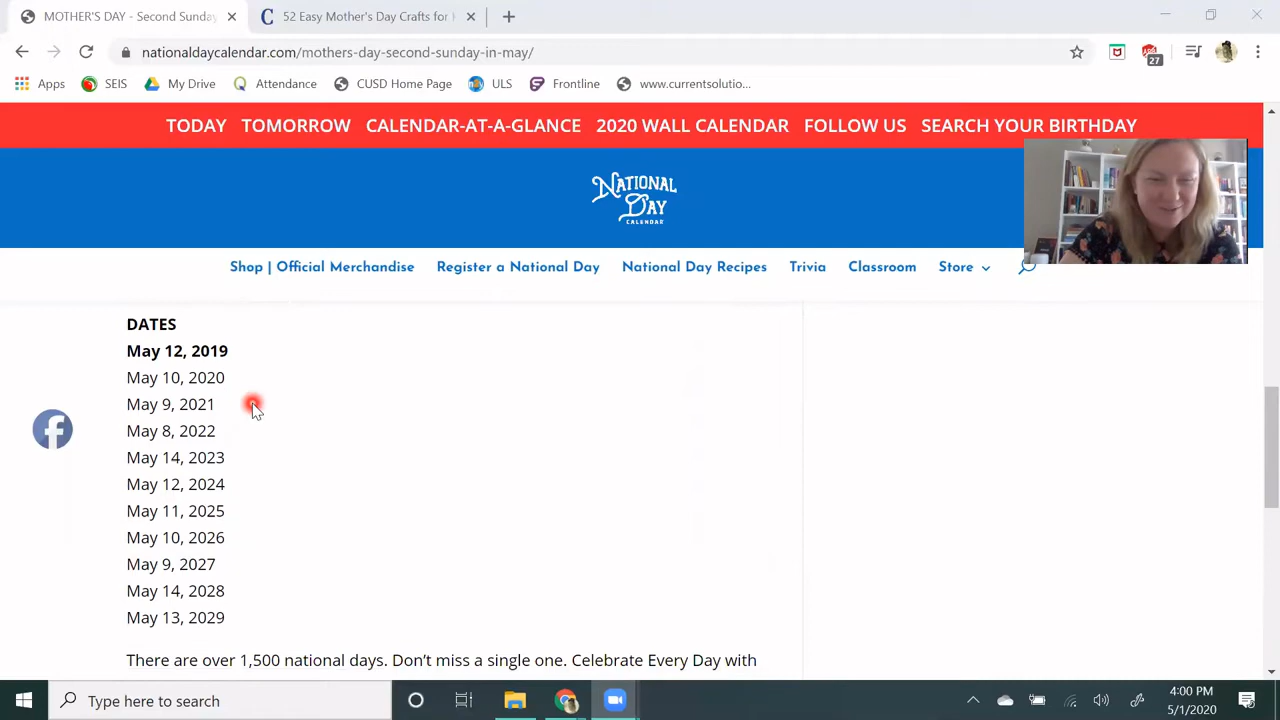 MOTHER'S DAY - Second Sunday
52 Easy Mother's Day Crafts for
nationaldaycalendar.com/mothers-day-second-sunday-in-may/
27
Apps SEIS My Drive Attendance CUSD Home Page ULS Frontline www.currentsolutio...
TODAY TOMORROW CALENDAR-AT-A-GLANCE 2020 WALL CALENDAR FOLLOW US SEARCH YOUR BIRTHDAY
NATIONAL
DAY
CALENDAR
Shop | Official Merchandise Register a National Day National Day Recipes Trivia Classroom Store
DATES
May 12, 2019
May 10, 2020
May 9, 2021
May 8, 2022
May 14, 2023
May 12, 2024
May 11, 2025
May 10, 2026
May 9, 2027
May 14, 2028
May 13, 2029
There are over 1,500 national days. Don't miss a single one. Celebrate Every Day with
Type here to search
4:00 PM
5/1/2020